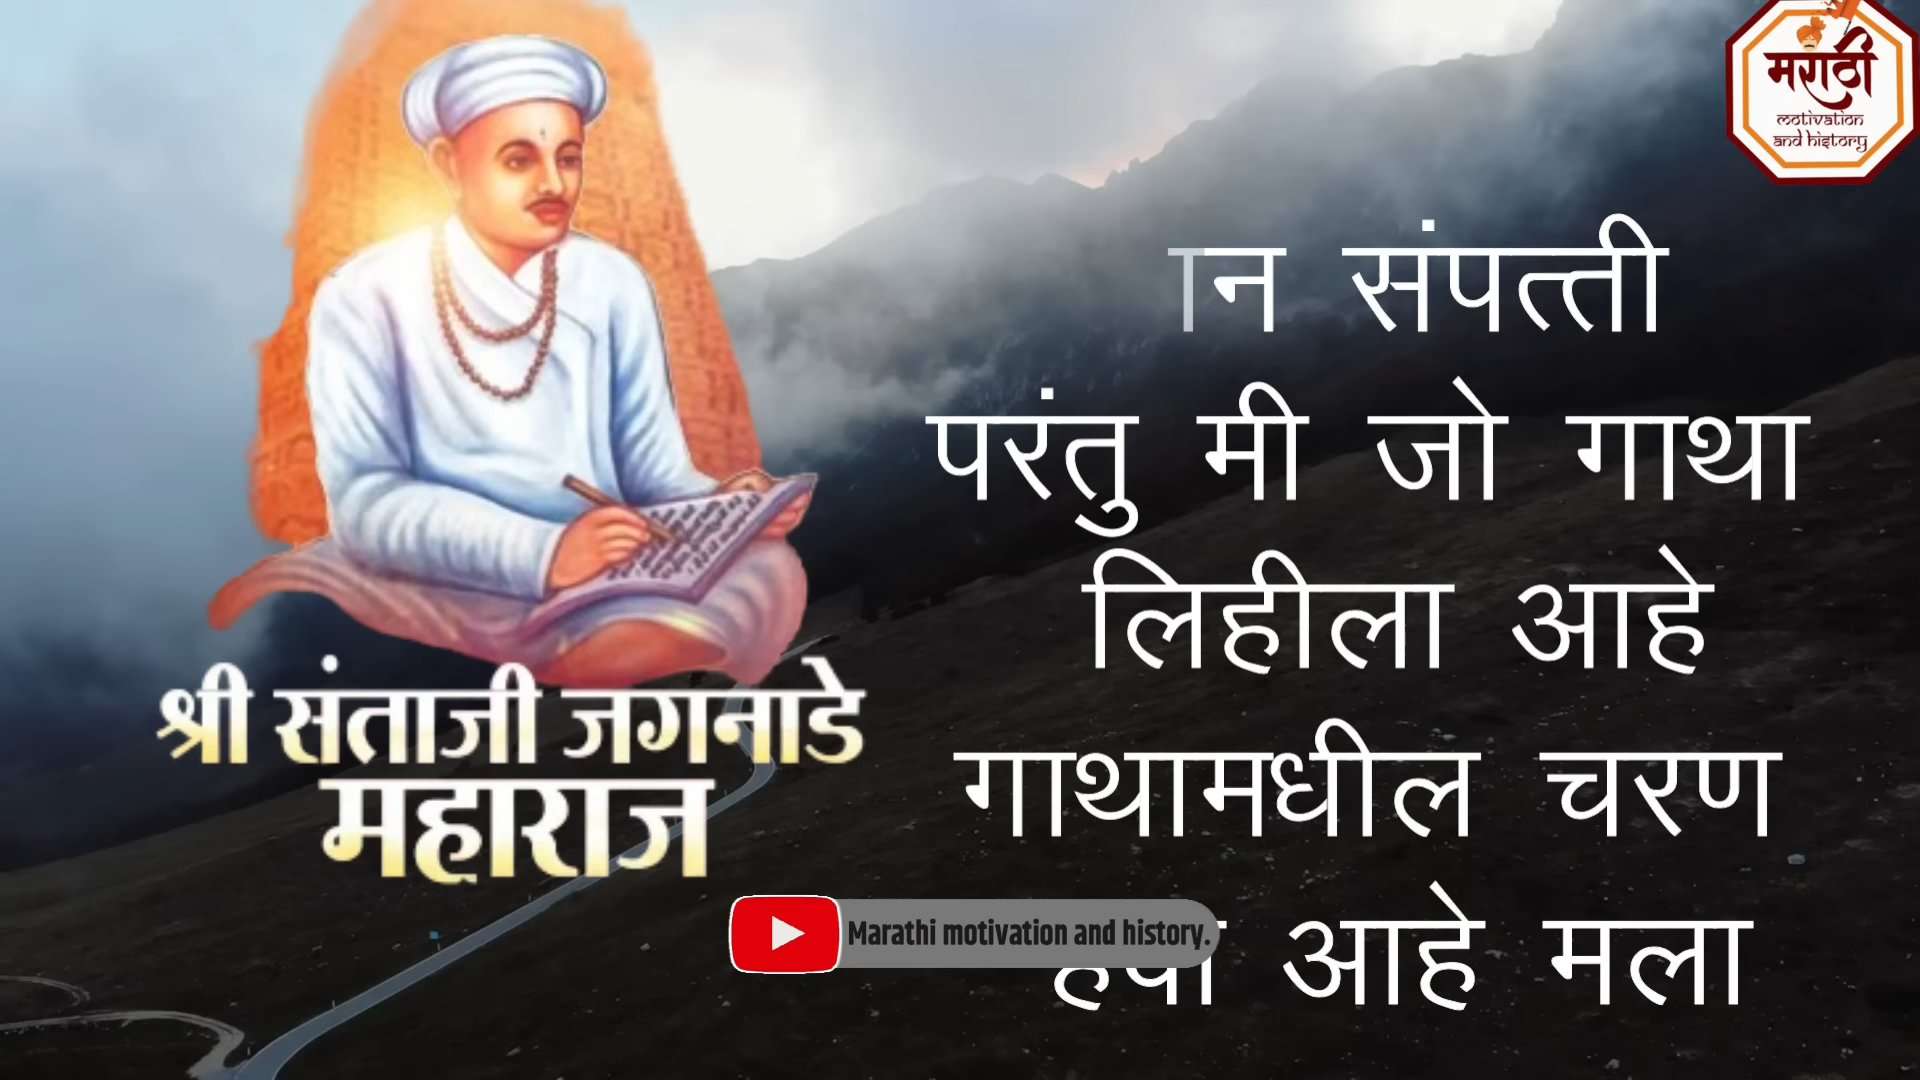 मराठी
motivation
and history
न संपत्ती
परंतु मी जो गाथा
लिहीला आहे
गाथामधील चरण
आहे मला
श्री संताजी जगनाडे
महाराज
Marathi motivation and history.